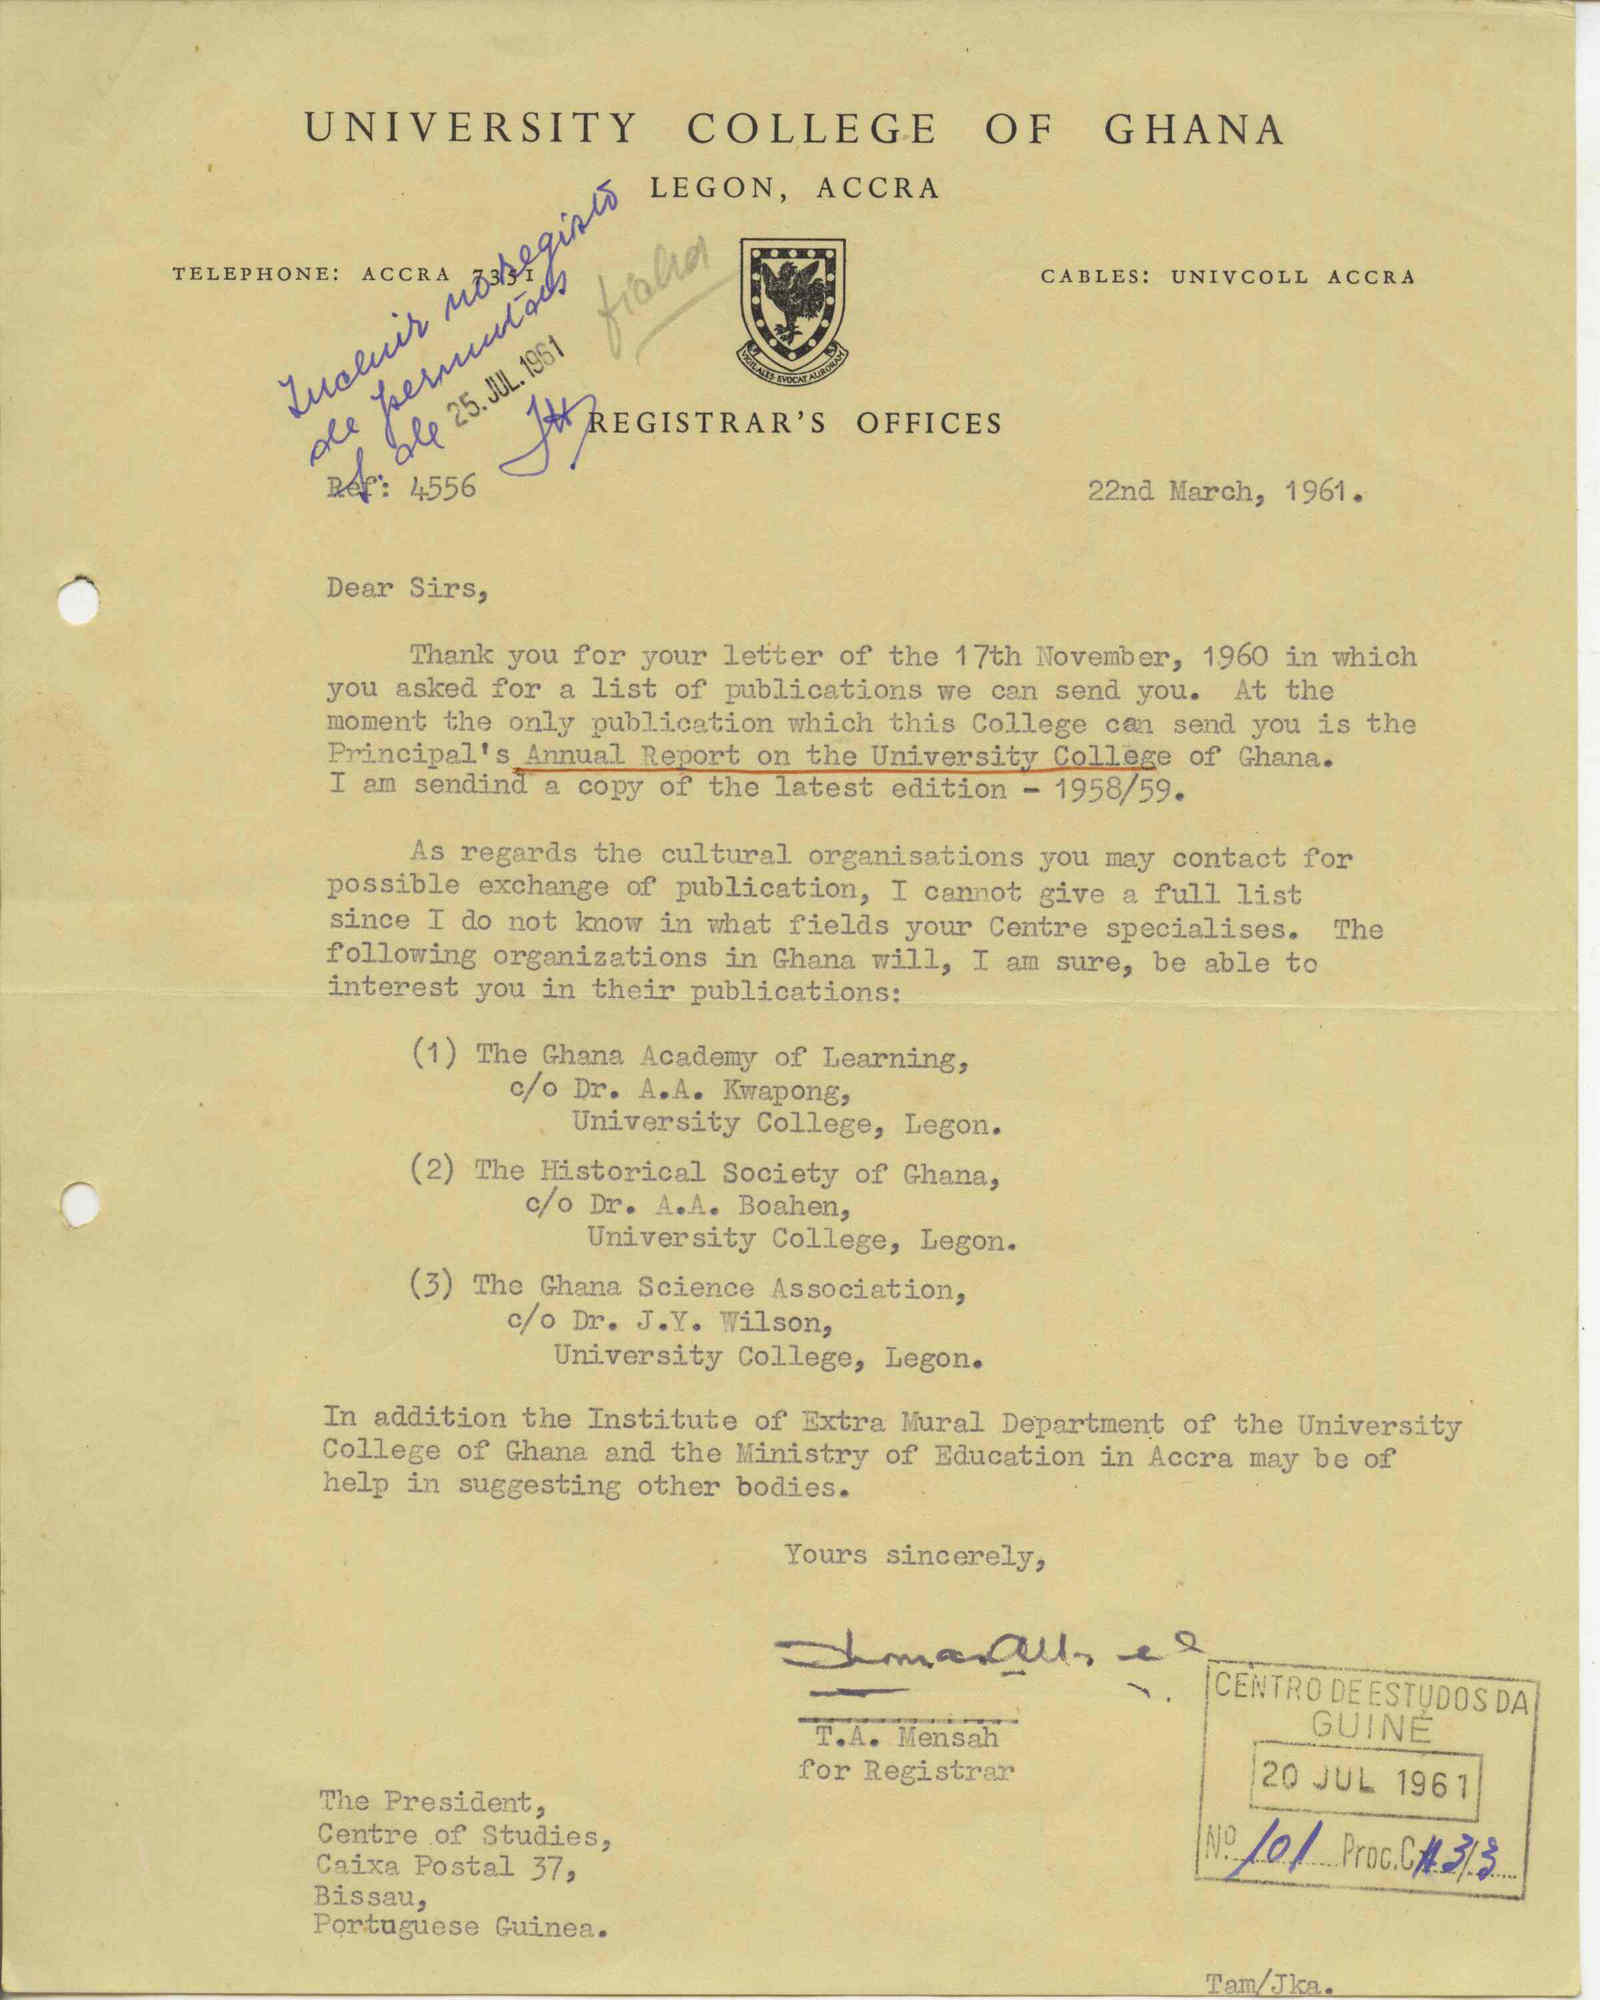 UNIVERSITY COLLEGE OF GHANA
LEGON, ACCRA
TELEPHONE: ACCRA 7351
CABLES: UNIVCOLL ACCRA
Incluir no registo
de permutas
25. JUL. 1961
ficha
REGISTRAR'S OFFICES
Ref: 4556
22nd March, 1961.
Dear Sirs,
Thank you for your letter of the 17th November, 1960 in which
you asked for a list of publications we can send you. At the
moment the only publication which this College can send you is the
Principal's Annual Report on the University College of Ghana.
I am sendind a copy of the latest edition - 1958/59.
As regards the cultural organisations you may contact for
possible exchange of publication, I cannot give a full list
since I do not know in what fields your Centre specialises. The
following organizations in Ghana will, I am sure, be able to
interest you in their publications:
(1) The Ghana Academy of Learning,
c/o Dr. A.A. Kwapong,
University College, Legon.
(2) The Historical Society of Ghana,
c/o Dr. A.A. Boahen,
University College, Legon.
(3) The Ghana Science Association,
c/o Dr. J.Y. Wilson,
University College, Legon.
In addition the Institute of Extra Mural Department of the University
College of Ghana and the Ministry of Education in Accra may be of
help in suggesting other bodies.
Yours sincerely,
T.A. Mensah
for Registrar
CENTRO DE ESTUDOS DA
GUINÉ
20 JUL 1961
Nº 101 Proc. C
The President,
Centre of Studies,
Caixa Postal 37,
Bissau,
Portuguese Guinea.
Tam/Jka.